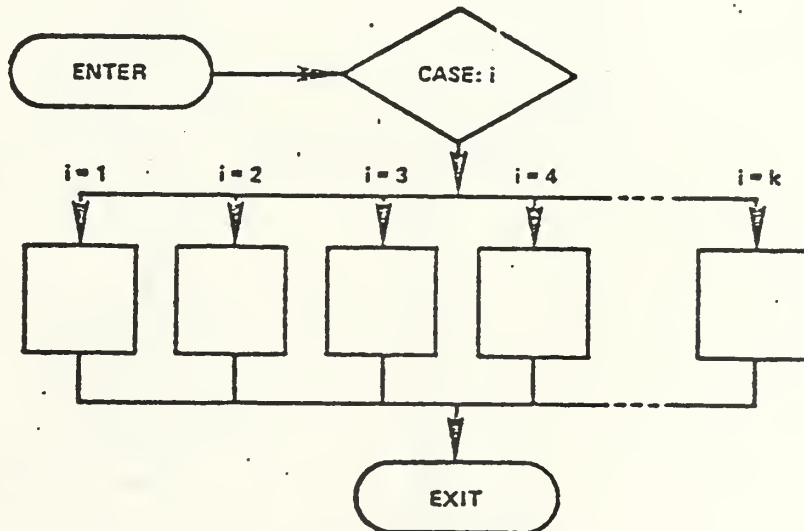 ENTER
CASE: i
i = 1 i = 2 i = 3 i = 4 i = k
EXIT